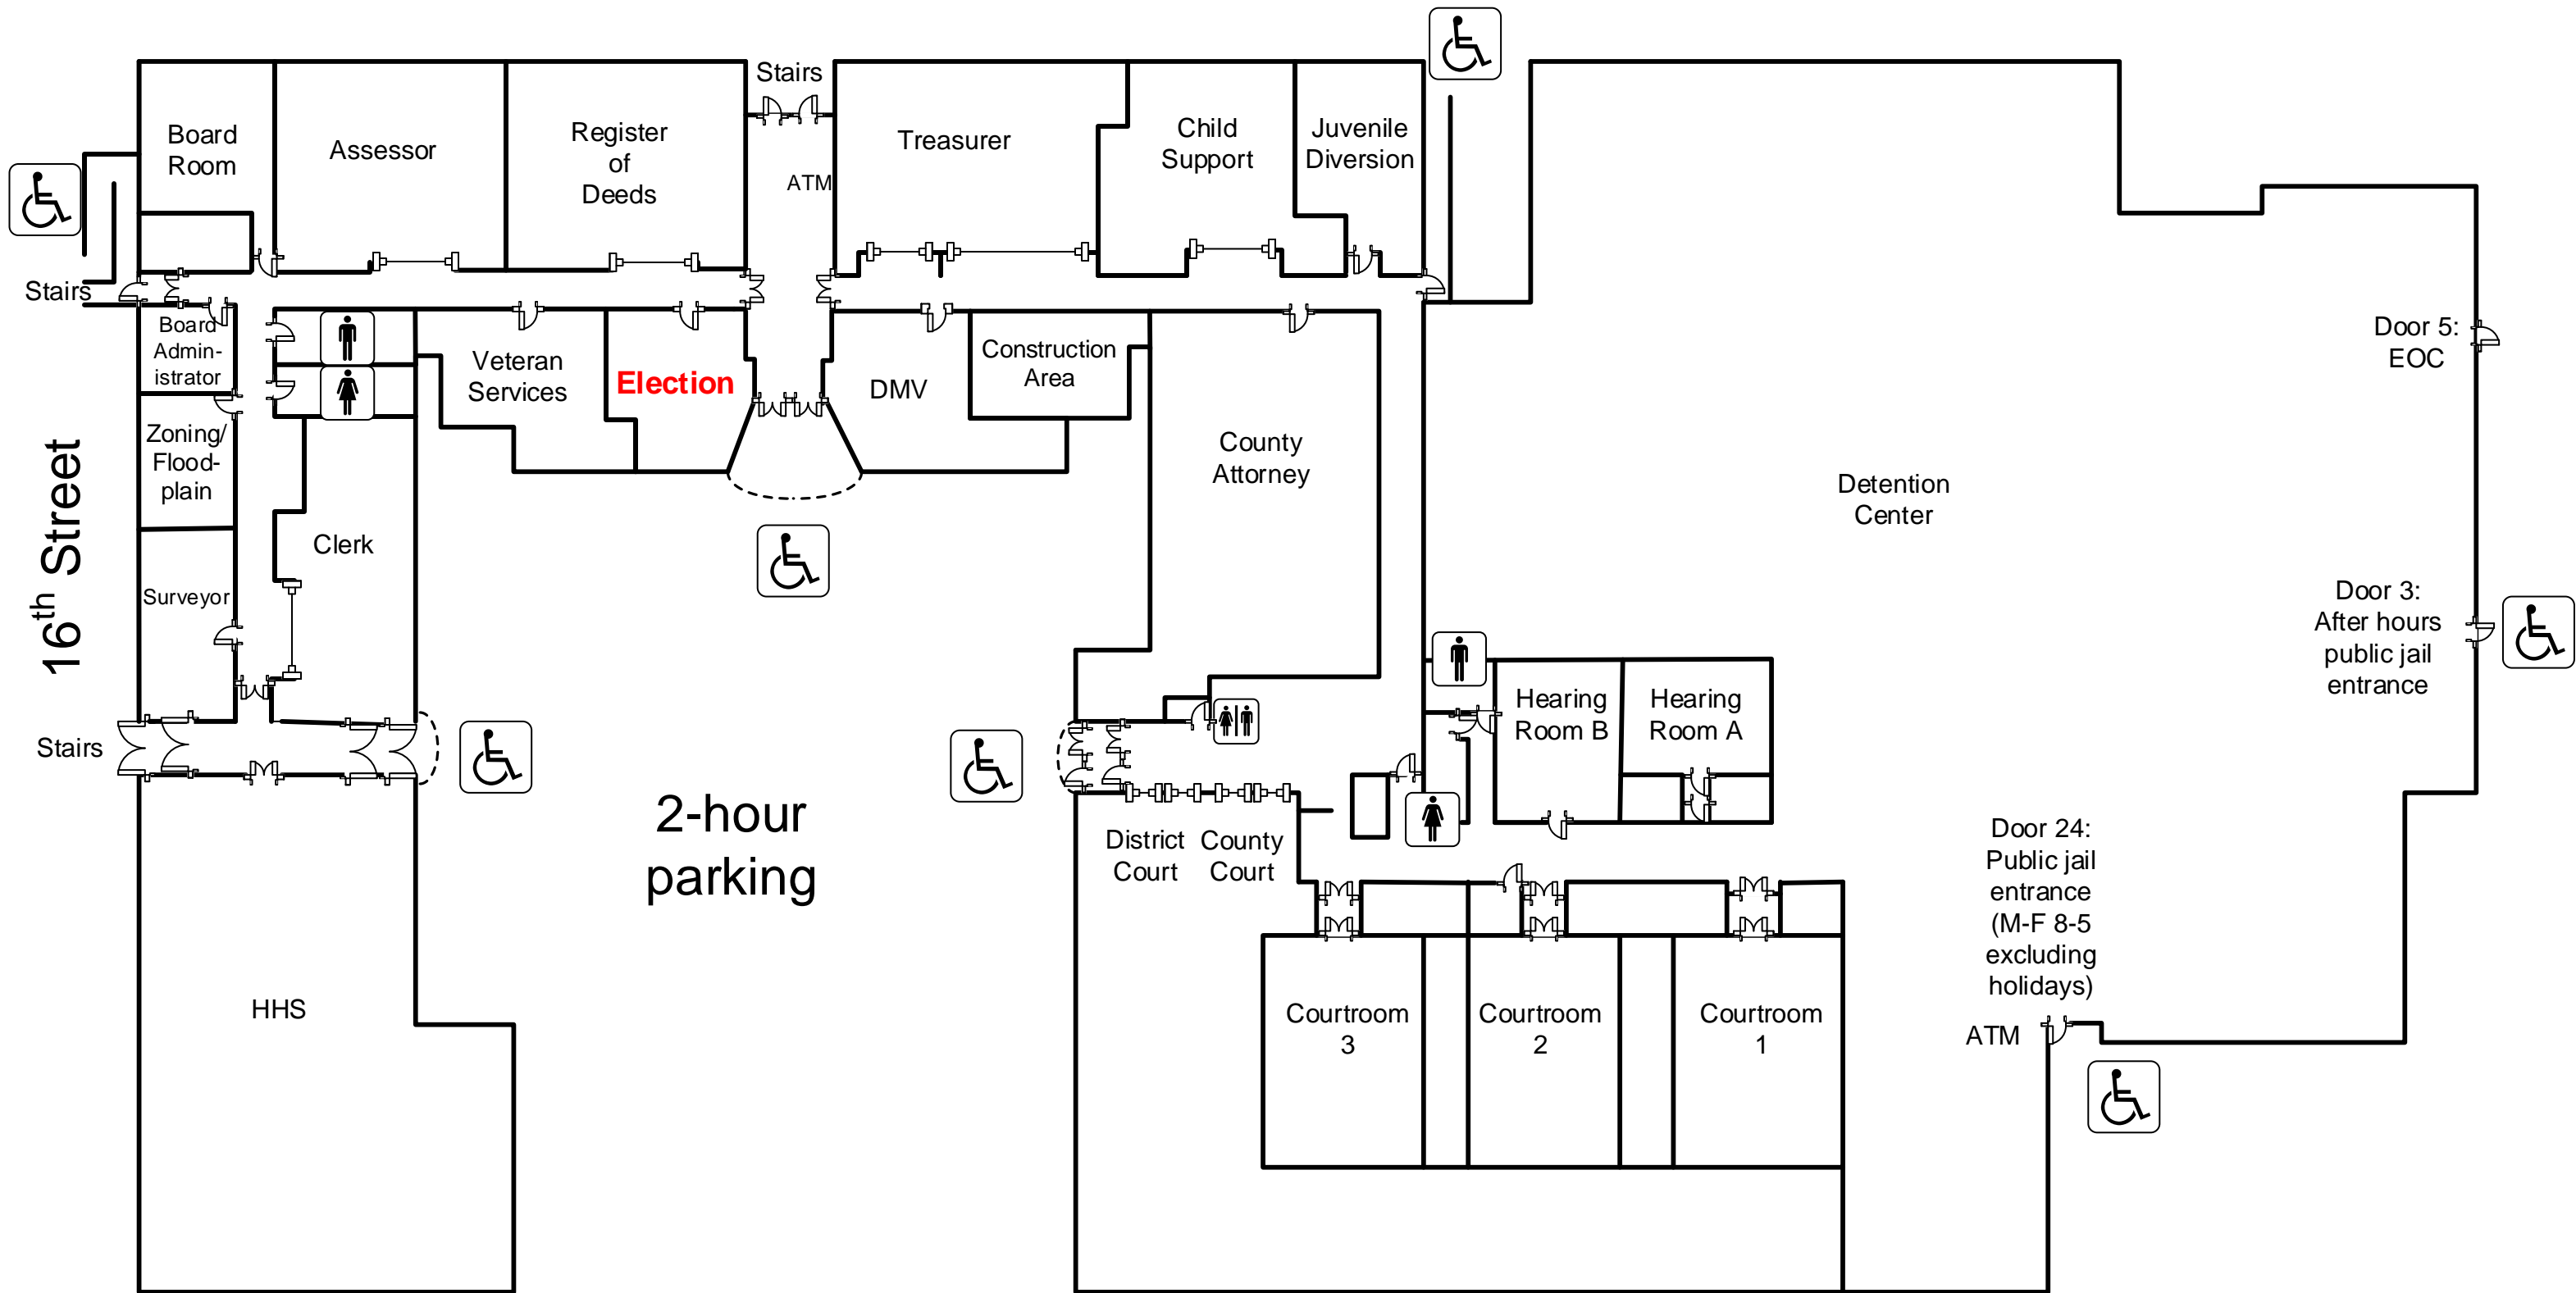 Stairs
Board
Room
Assessor
Register
of
Deeds
ATM
Treasurer
Child
Support
Juvenile
Diversion
Stairs
Board
Admin-
istrator
Veteran
Services
Election
DMV
Construction
Area
Door 5:
EOC
Zoning/
Flood-
plain
County
Attorney
16th Street
Clerk
Detention
Center
Surveyor
Door 3:
After hours
public jail
entrance
Hearing
Room B
Hearing
Room A
Stairs
2-hour
parking
District
Court
County
Court
Door 24:
Public jail
entrance
(M-F 8-5
excluding
holidays)
HHS
Courtroom
3
Courtroom
2
Courtroom
1
ATM